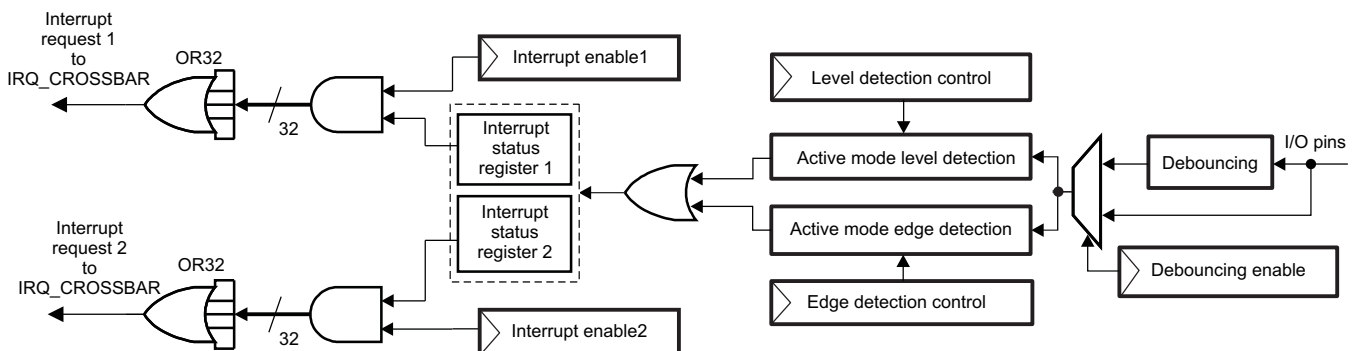 Interrupt
request 1
to
IRQ_CROSSBAR
OR32
32
Interrupt enable1
Interrupt
status
register 1
Interrupt
status
register 2
Level detection control
Active mode level detection
Active mode edge detection
Edge detection control
Debouncing
I/O pins
Debouncing enable
Interrupt
request 2
to
IRQ_CROSSBAR
OR32
32
Interrupt enable2